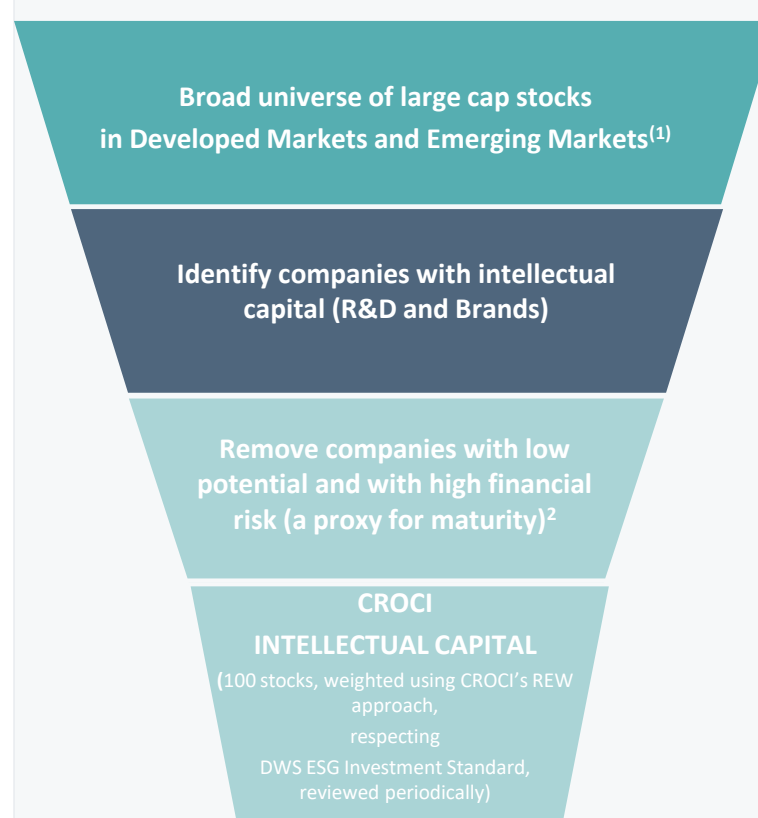 Broad universe of large cap stocks
in Developed Markets and Emerging Markets(1)
Identify companies with intellectual
capital (R&D and Brands)
Remove companies with low
potential and with high financial
risk (a proxy for maturity)2
CROCI
INTELLECTUAL CAPITAL
(100 stocks, weighted using CROCI’s REW
approach,
respecting
DWS ESG Investment Standard,
reviewed periodically)